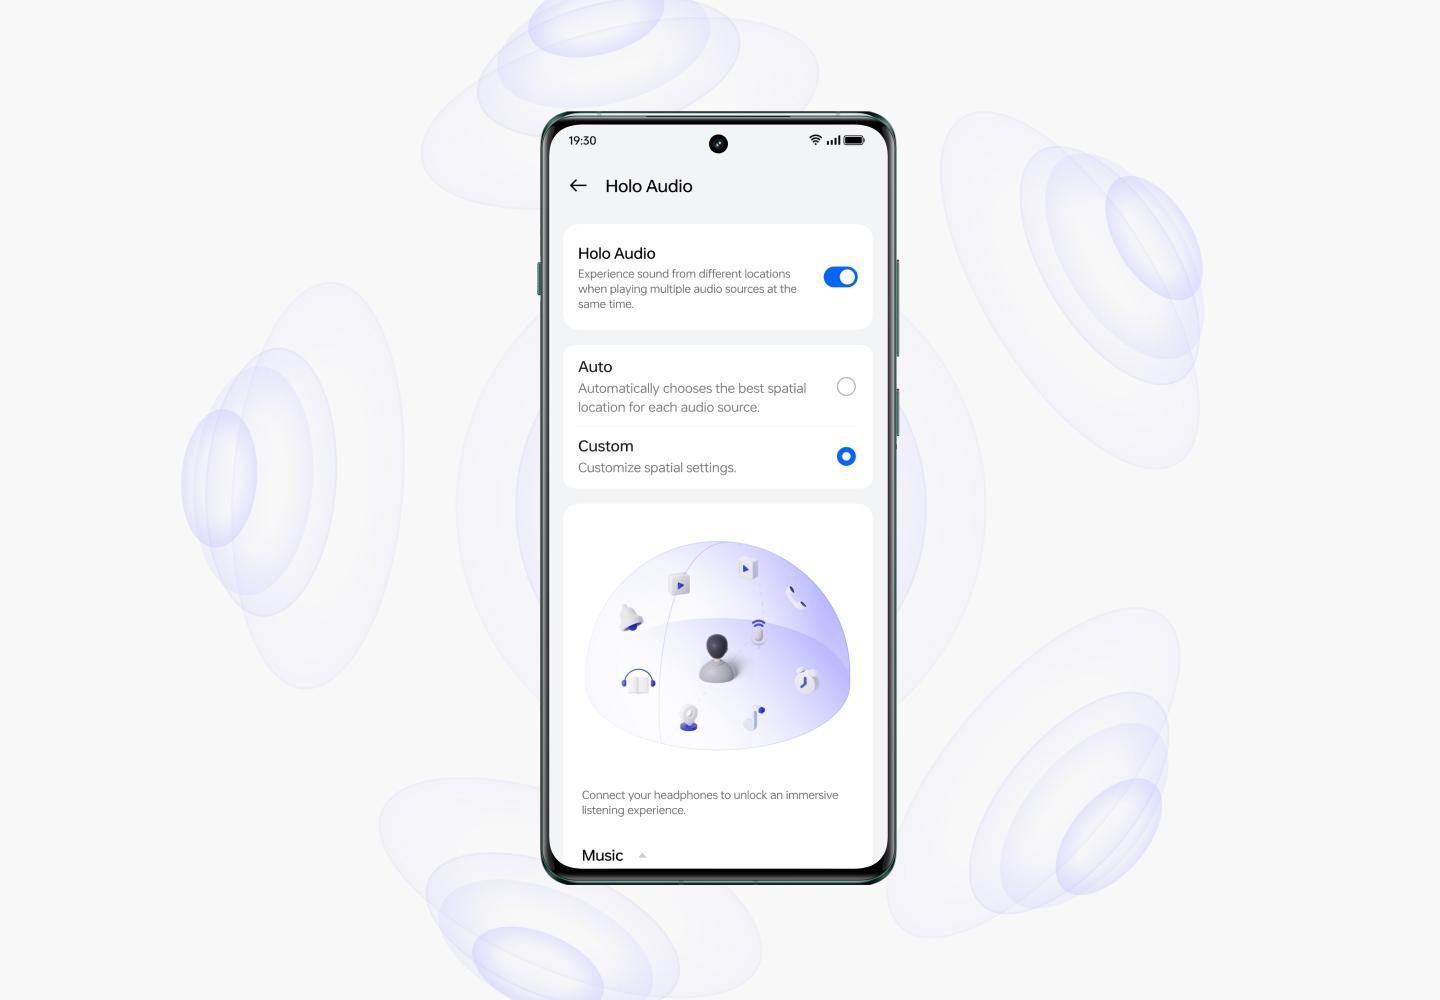 19:30
Holo Audio
Holo Audio
Experience sound from different locations
when playing multiple audio sources at the
same time.
Auto
Automatically chooses the best spatial
location for each audio source.
Custom
Customize spatial settings.
Connect your headphones to unlock an immersive
listening experience.
Music